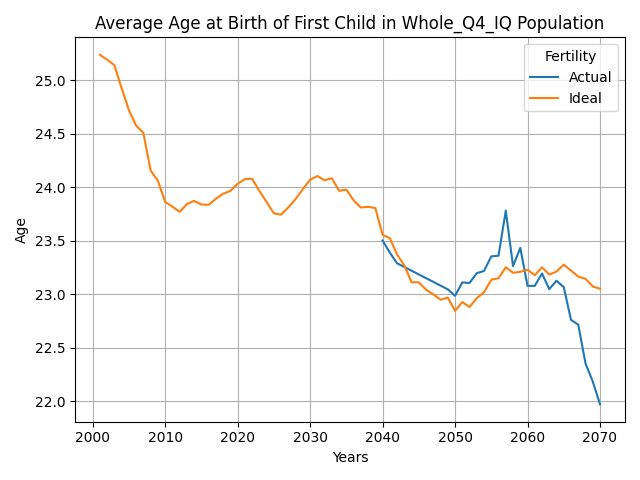 Average Age at Birth of First Child in Whole_Q4_IQ Population
Fertility
Actual
Ideal
25.0
24.5
24.0
23.5
23.0
22.5
22.0
Age
2000 2010 2020 2030 2040 2050 2060 2070
Years